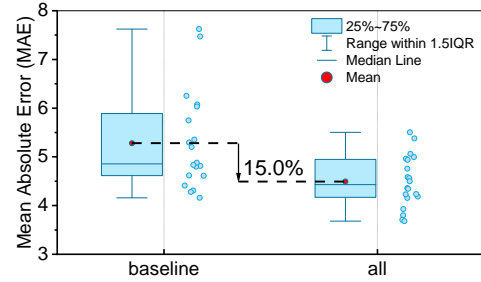 Mean Absolute Error (MAE)
8
7
6
5
4
3
25%~75%
Range within 1.5IQR
Median Line
Mean
15.0%
baseline
all